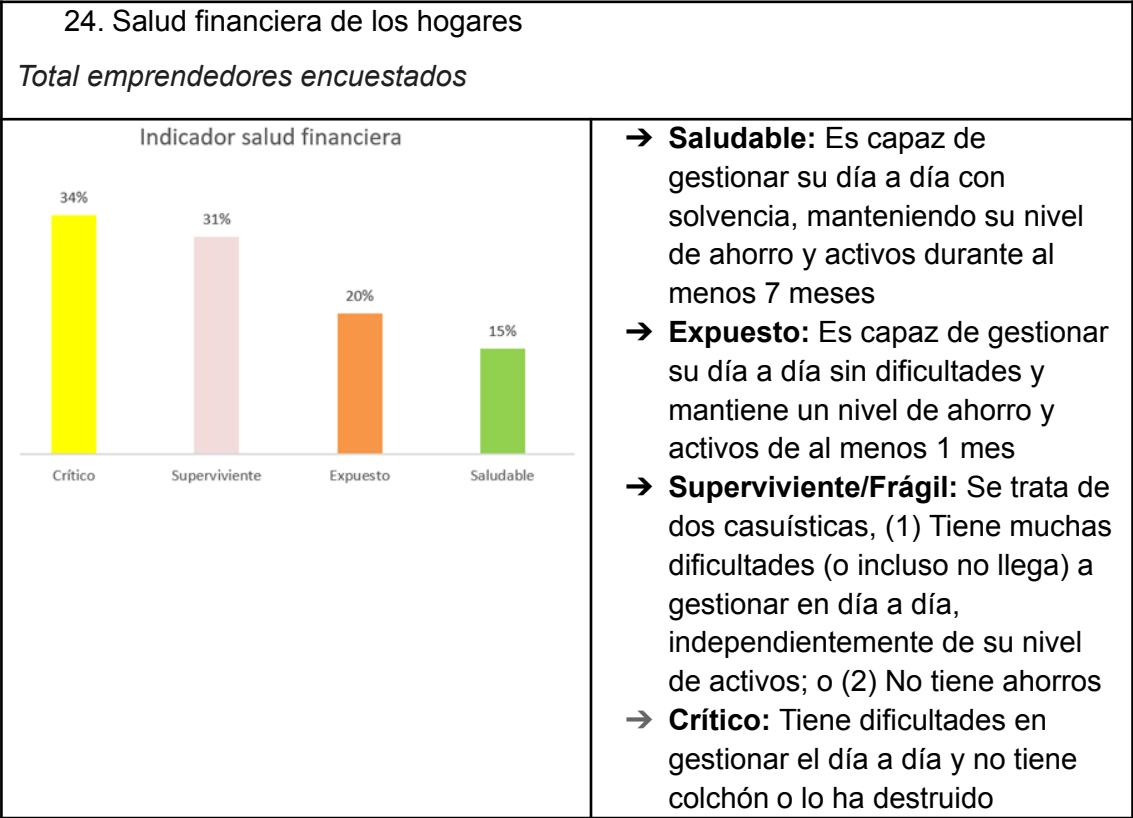 24. Salud financiera de los hogares
Total emprendedores encuestados
Indicador salud financiera
34%
31%
20%
15%
Crítico
Superviviente
Expuesto
Saludable
➔ Saludable: Es capaz de
gestionar su día a día con
solvencia, manteniendo su nivel
de ahorro y activos durante al
menos 7 meses
➔ Expuesto: Es capaz de gestionar
su día a día sin dificultades y
mantiene un nivel de ahorro y
activos de al menos 1 mes
➔ Superviviente/Frágil: Se trata de
dos casuísticas, (1) Tiene muchas
dificultades (o incluso no llega) a
gestionar en día a día,
independientemente de su nivel
de activos; o (2) No tiene ahorros
➔ Crítico: Tiene dificultades en
gestionar el día a día y no tiene
colchón o lo ha destruido